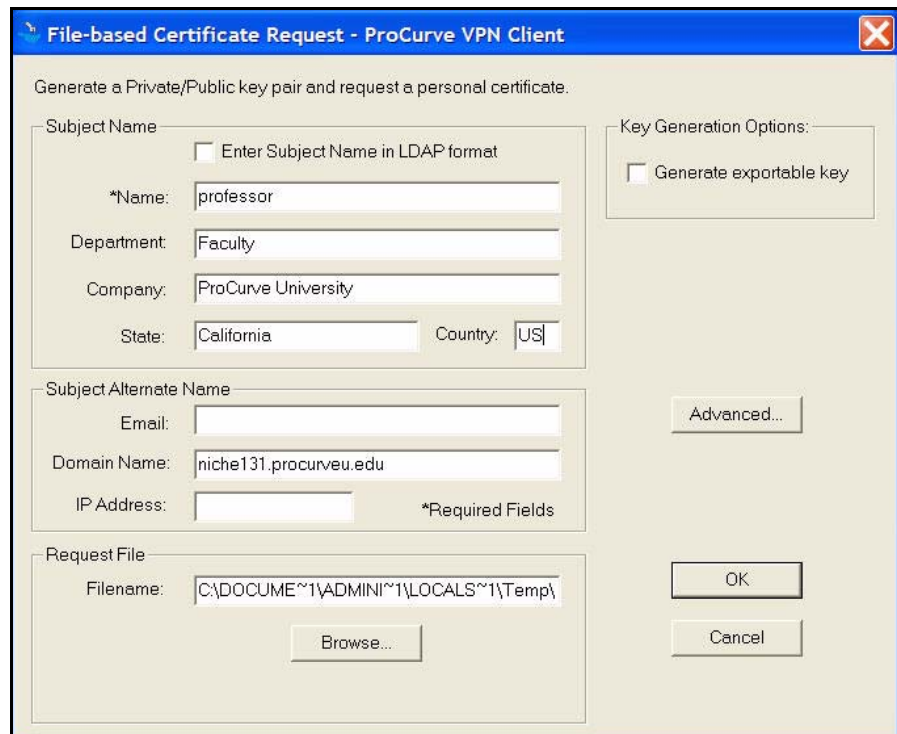 File-based Certificate Request - ProCurve VPN Client
Generate a Private/Public key pair and request a personal certificate.
Subject Name
Enter Subject Name in LDAP format
*Name: professor
Department: Faculty
Company: ProCurve University
State: California Country: US
Key Generation Options:
Generate exportable key
Subject Alternate Name
Email:
Domain Name: niche131.procurveu.edu
IP Address: *Required Fields
Advanced...
Request File
Filename: C:\DOCUME~1\ADMINI~1\LOCALS~1\Temp\
Browse...
OK
Cancel